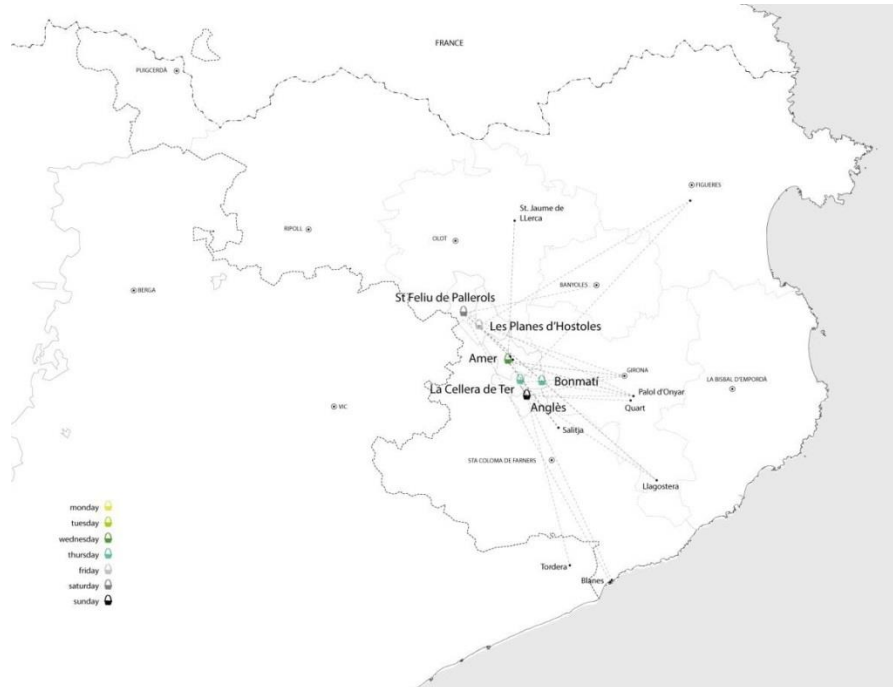 FRANCE
PUIGCERDÀ
FIGUERES
St. Jaume de
LLerca
RIPOLL
OLOT
BANYOLES
BERGA
St Feliu de Pallerols
Les Planes d'Hostoles
Amer
GIRONA
La Cellera de Ter
Bonmatí
LA BISBAL D'EMPORDÀ
Palol d'Onyar
Quart
VIC
Anglès
Salitja
STA COLOMA DE FARNERS
Llagostera
monday
tuesday
wednesday
thursday
friday
saturday
sunday
Tordera
Blanes